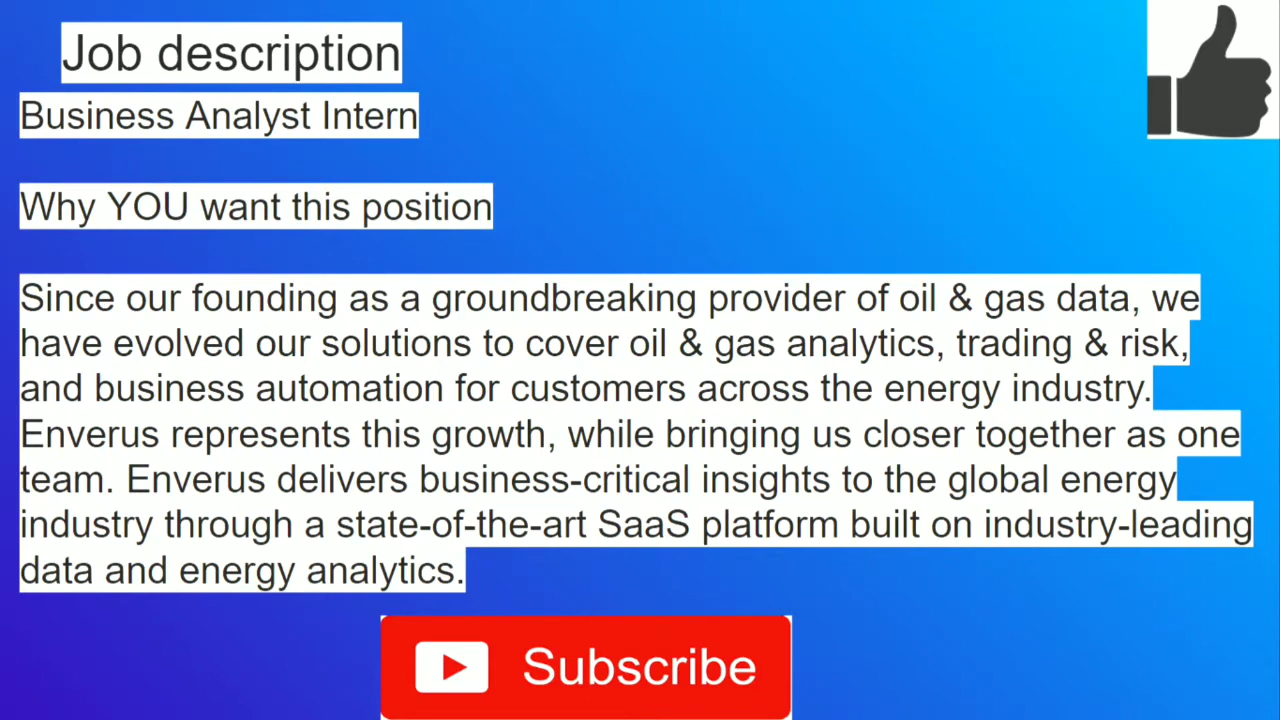 Job description
Business Analyst Intern
Why YOU want this position
Since our founding as a groundbreaking provider of oil & gas data, we
have evolved our solutions to cover oil & gas analytics, trading & risk,
and business automation for customers across the energy industry.
Enverus represents this growth, while bringing us closer together as one
team. Enverus delivers business-critical insights to the global energy
industry through a state-of-the-art SaaS platform built on industry-leading
data and energy analytics.
Subscribe